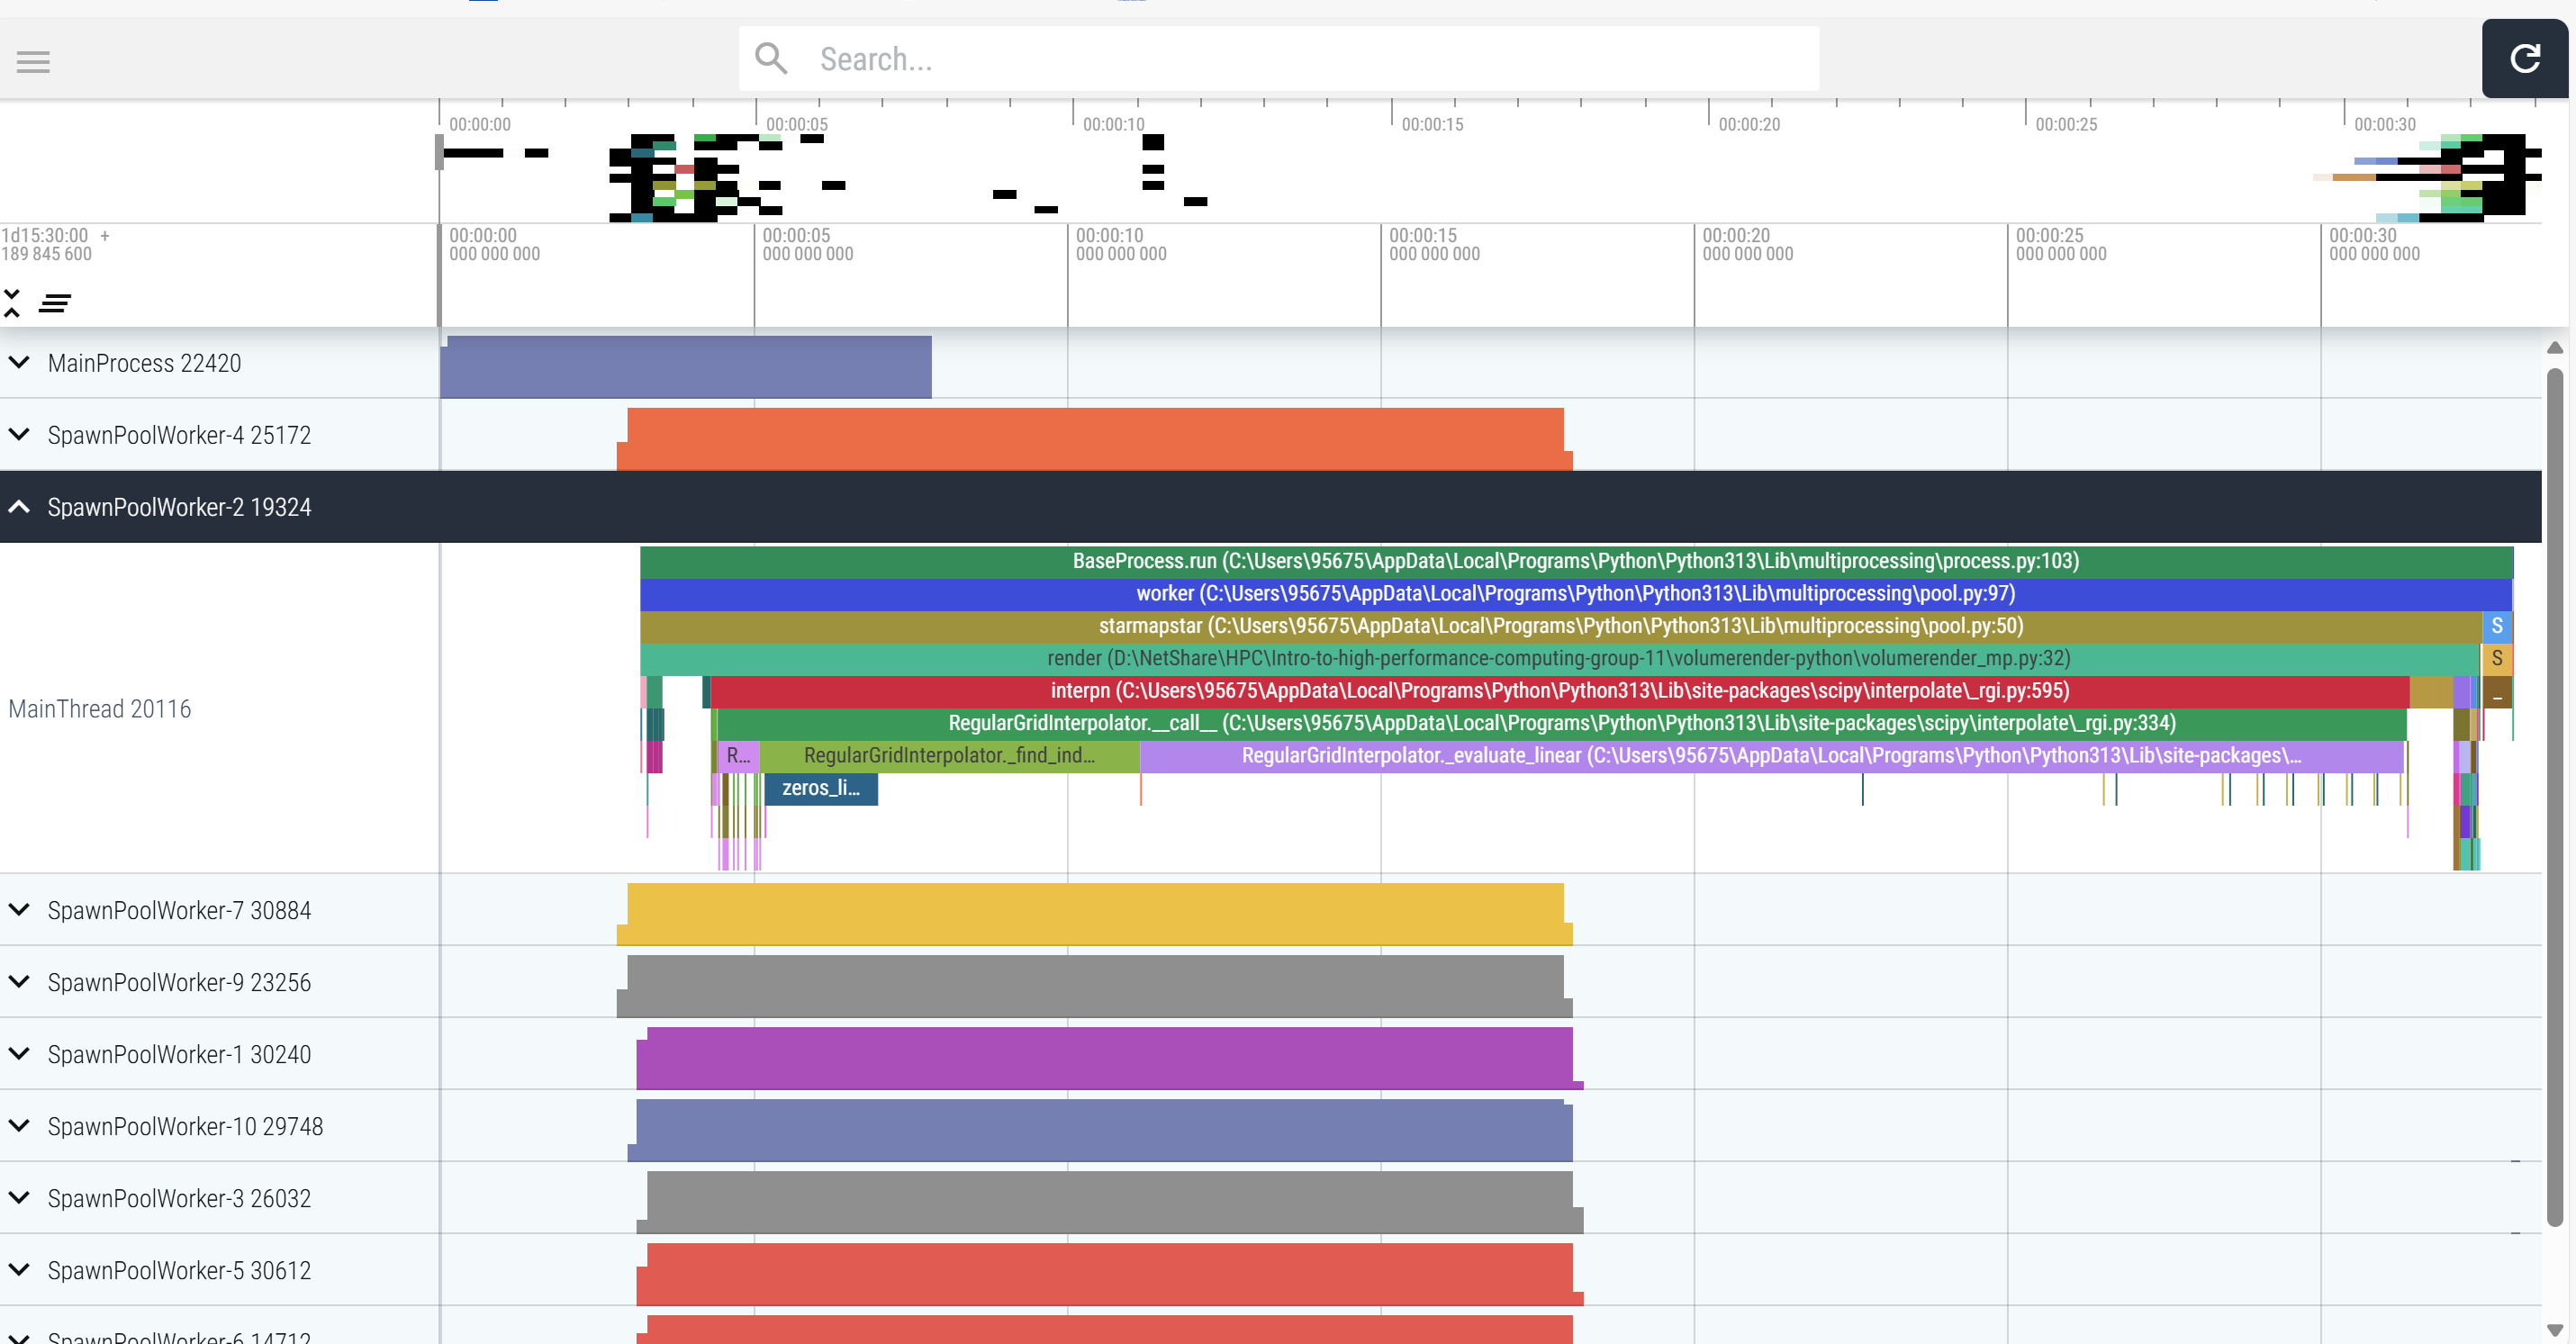 Search...
00:00:00 00:00:05 00:00:10 00:00:15 00:00:20 00:00:25 00:00:30
1d15:30:00 + 00:00:00 00:00:05 00:00:10 00:00:15 00:00:20 00:00:25 00:00:30
189 845 600 000 000 000 000 000 000 000 000 000 000 000 000 000 000 000 000 000 000 000 000 000
MainProcess 22420
SpawnPoolWorker-4 25172
SpawnPoolWorker-2 19324
BaseProcess.run (C:\Users\95675\AppData\Local\Programs\Python\Python313\Lib\multiprocessing\process.py:103)
worker (C:\Users\95675\AppData\Local\Programs\Python\Python313\Lib\multiprocessing\pool.py:97)
starmapstar (C:\Users\95675\AppData\Local\Programs\Python\Python313\Lib\multiprocessing\pool.py:50) S
render (D:\NetShare\HPC\Intro-to-high-performance-computing-group-11\volumerender-python\volumerender_mp.py:32) S
interpn (C:\Users\95675\AppData\Local\Programs\Python\Python313\Lib\site-packages\scipy\interpolate\_rgi.py:595) _
MainThread 20116
RegularGridInterpolator.__call__ (C:\Users\95675\AppData\Local\Programs\Python\Python313\Lib\site-packages\scipy\interpolate\_rgi.py:334)
R... RegularGridInterpolator._find_ind... RegularGridInterpolator._evaluate_linear (C:\Users\95675\AppData\Local\Programs\Python\Python313\Lib\site-packages\...
zeros_li...
SpawnPoolWorker-7 30884
SpawnPoolWorker-9 23256
SpawnPoolWorker-1 30240
SpawnPoolWorker-10 29748
SpawnPoolWorker-3 26032
SpawnPoolWorker-5 30612
SpawnPoolWorker-6 14712